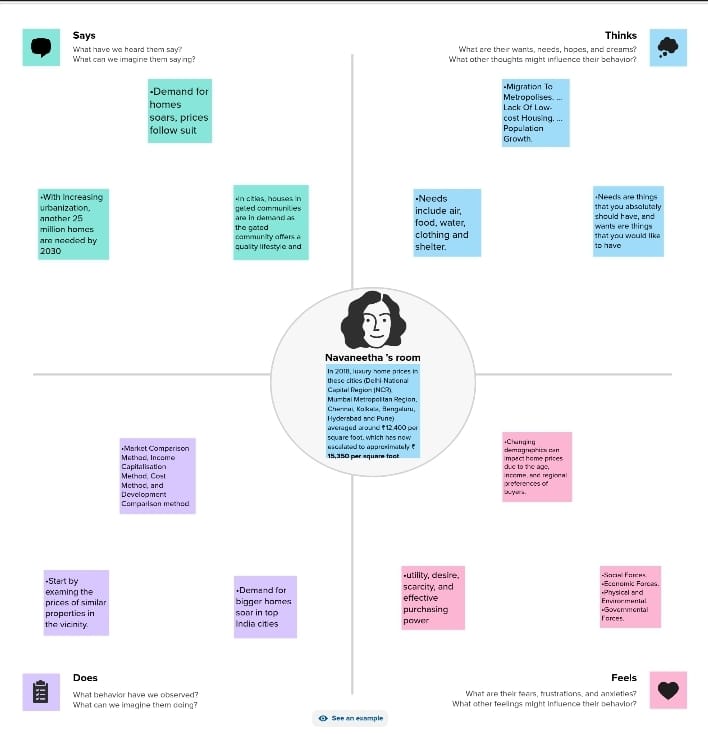 Says
What have we heard them say?
What can we imagine them saying?
Thinks
What are their wants, needs, hopes, and dreams?
What other thoughts might influence their behavior?
•Demand for
homes
soars, prices
follow suit
•Migration To
Metropolises. ...
Lack Of Low-
cost Housing. ...
Population
Growth.
•With Increasing
urbanization,
another 25
million homes
are needed by
2030
•In cities, houses in
gated communities
are in demand as
the gated
community offers a
quality lifestyle and
•Needs
include air,
food, water,
clothing and
shelter.
•Needs are things
that you absolutely
should have, and
wants are things
that you would like
to have
Navaneetha 's room
In 2018, luxury home prices in
these cities (Delhi-National
Capital Region (NCR),
Mumbai Metropolitan Region,
Chennai, Kolkata, Bengaluru,
Hyderabad and Pune)
averaged around ₹12,400 per
square foot, which has now
escalated to approximately ₹
15,350 per square foot
•Market Comparison
Method, Income
Capitalisation
Method, Cost
Method, and
Development
Comparison method
•Changing
demographics can
impact home prices
due to the age,
income, and regional
preferences of
buyers.
•Start by
examining the
prices of similar
properties in
the vicinity.
•Demand for
bigger homes
soar in top
India cities
•utility, desire,
scarcity, and
effective
purchasing
power
•Social Forces.
•Economic Forces.
•Physical and
Environmental.
•Governmental
Forces.
Does
What behavior have we observed?
What can we imagine them doing?
Feels
What are their fears, frustrations, and anxieties?
What other feelings might influence their behavior?
See an example